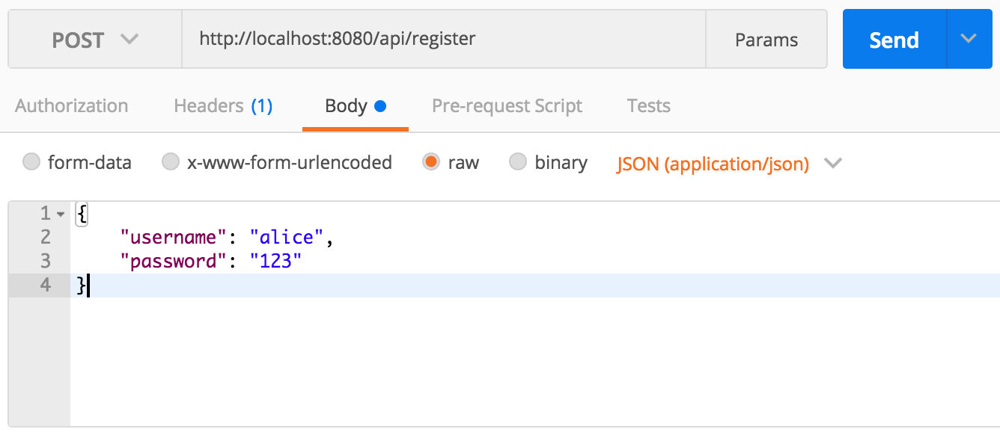 POST http://localhost:8080/api/register Params Send
Authorization Headers (1) Body Pre-request Script Tests
form-data x-www-form-urlencoded raw binary JSON (application/json)
1 {
2 "username": "alice",
3 "password": "123"
4 }